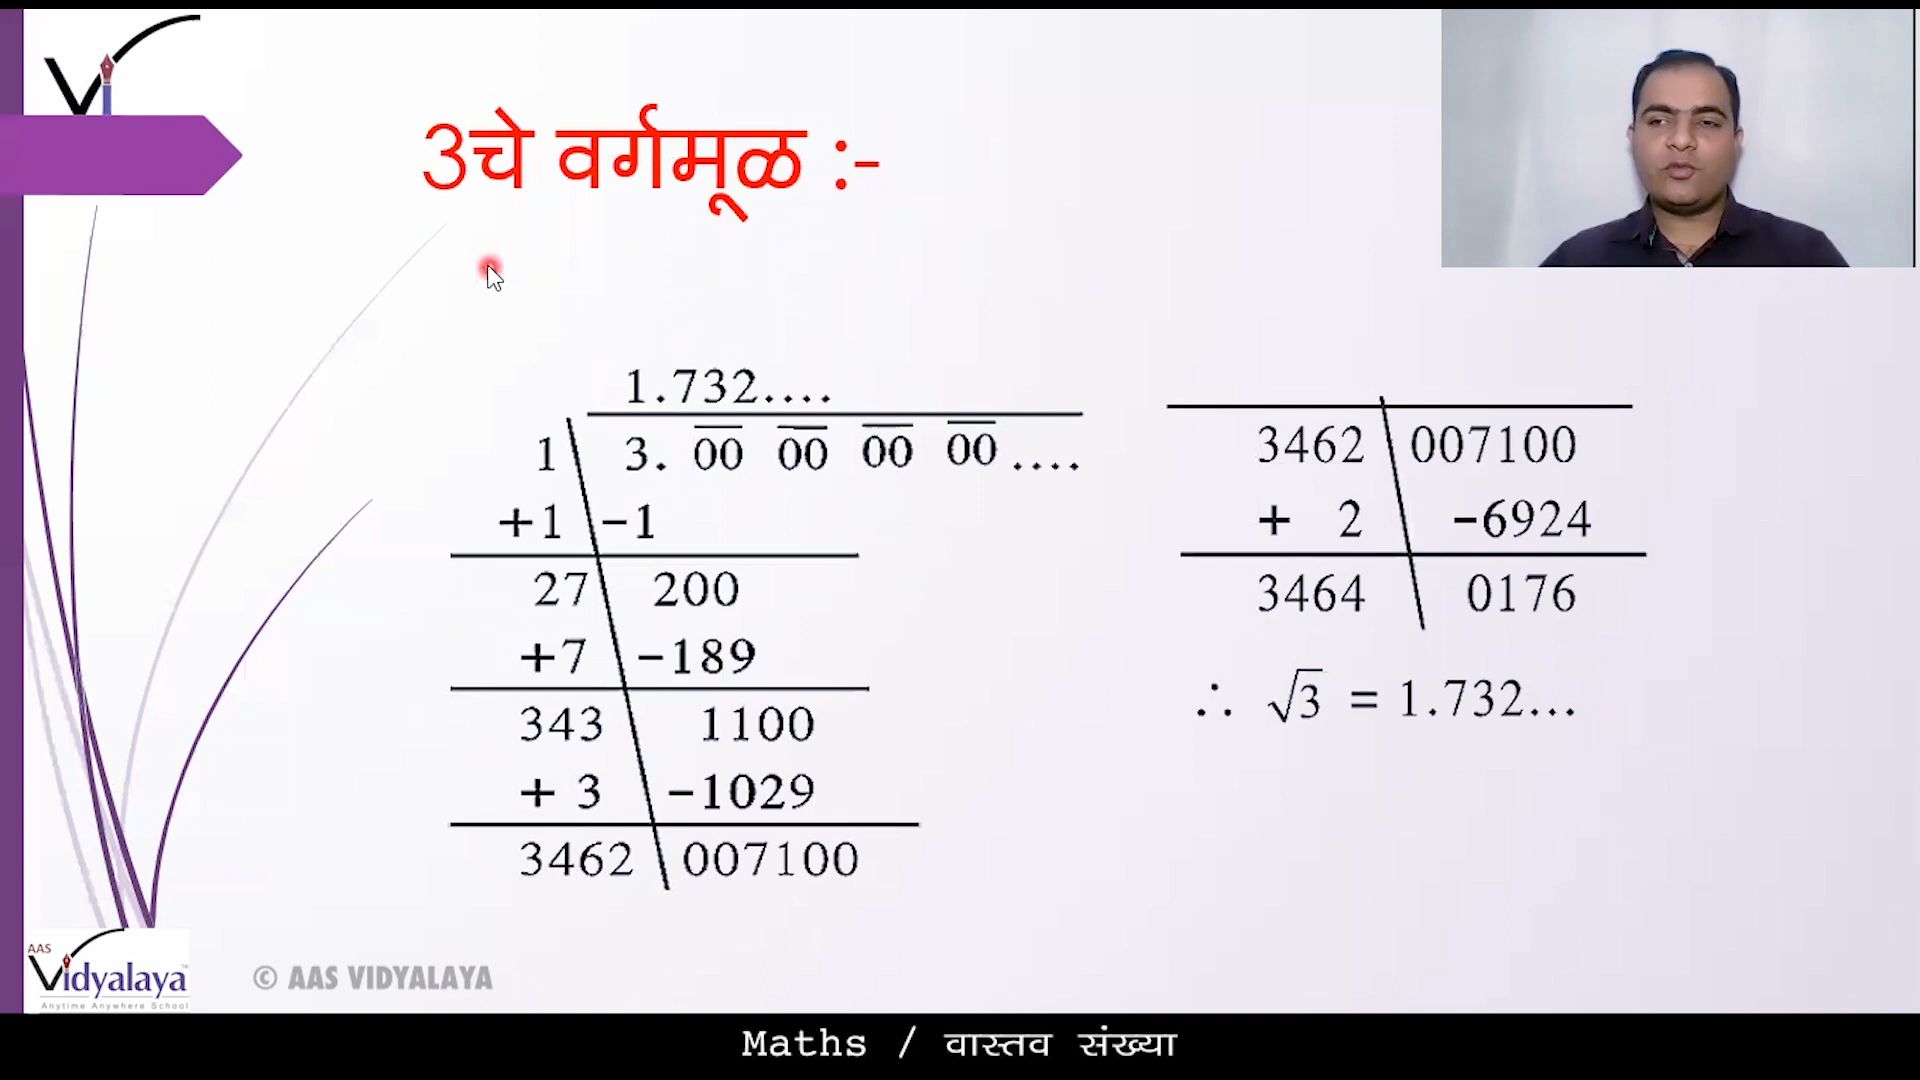 3चे वर्गमूळ :-
1.732....
1 3. 00 00 00 00 ....
+1 -1
27 200
+7 -189
343 1100
+ 3 -1029
3462 007100
3462 007100
+ 2 -6924
3464 0176
∴ √3 = 1.732...
AAS
Vidyalaya
Anytime Anywhere School
© AAS VIDYALAYA
Maths / वास्तव संख्या